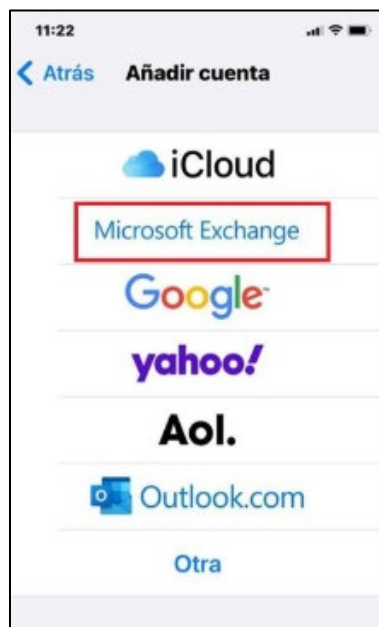 11:22
Atrás Añadir cuenta
iCloud
Microsoft Exchange
Google
yahoo!
Aol.
Outlook.com
Otra